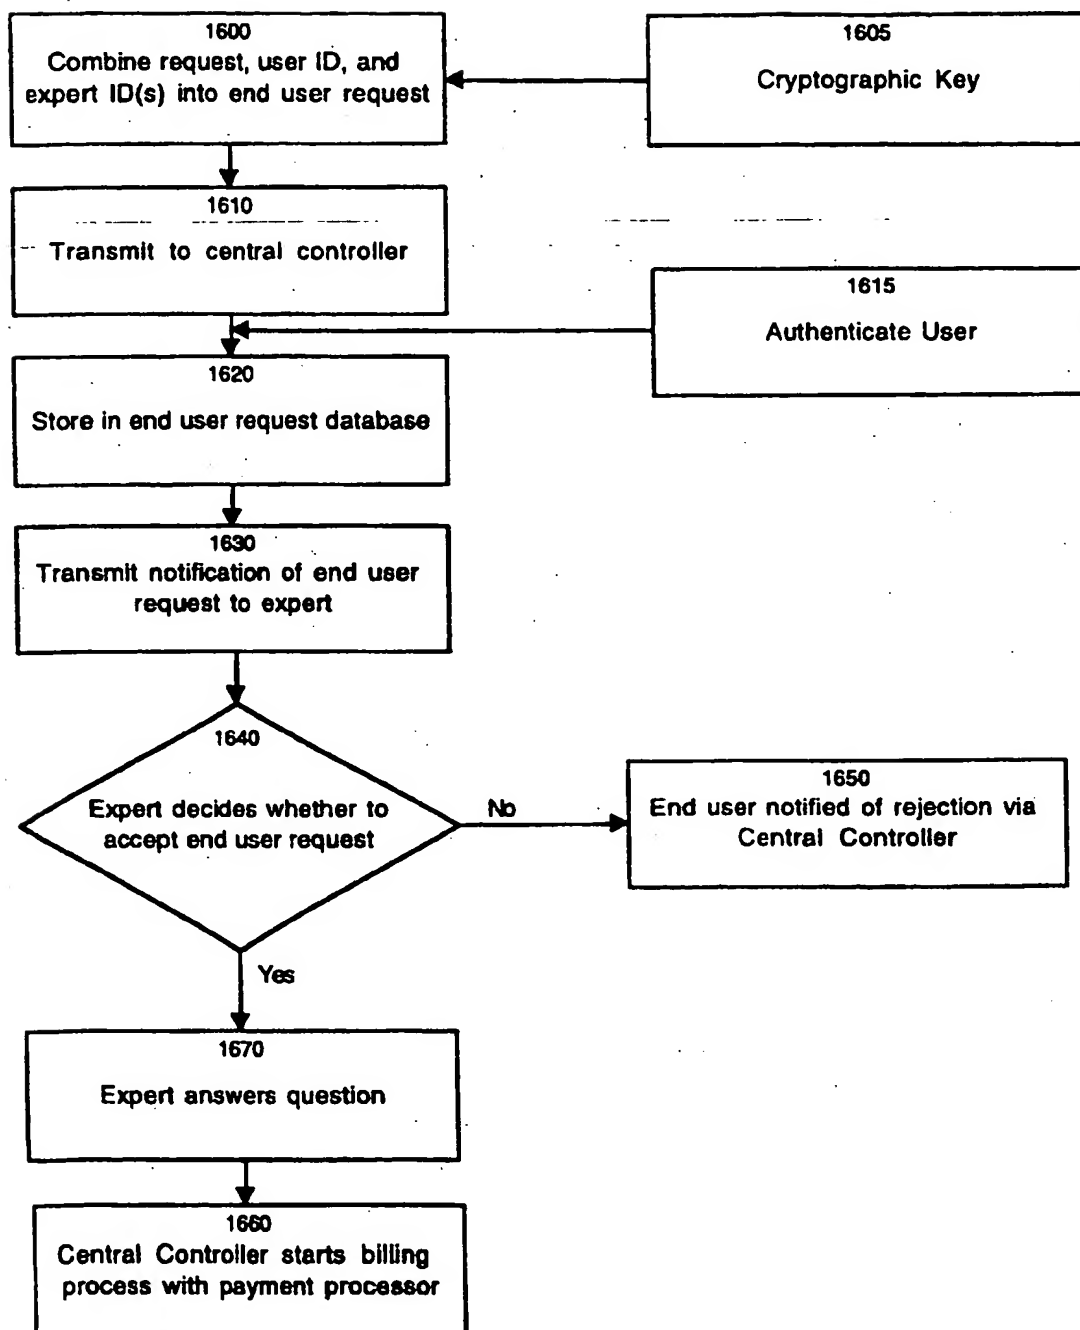 1600
Combine request, user ID, and
expert ID(s) into end user request
1605
Cryptographic Key
1610
Transmit to central controller
1615
Authenticate User
1620
Store in end user request database
1630
Transmit notification of end user
request to expert
1640
Expert decides whether to
accept end user request
No
1650
End user notified of rejection via
Central Controller
Yes
1670
Expert answers question
1660
Central Controller starts billing
process with payment processor